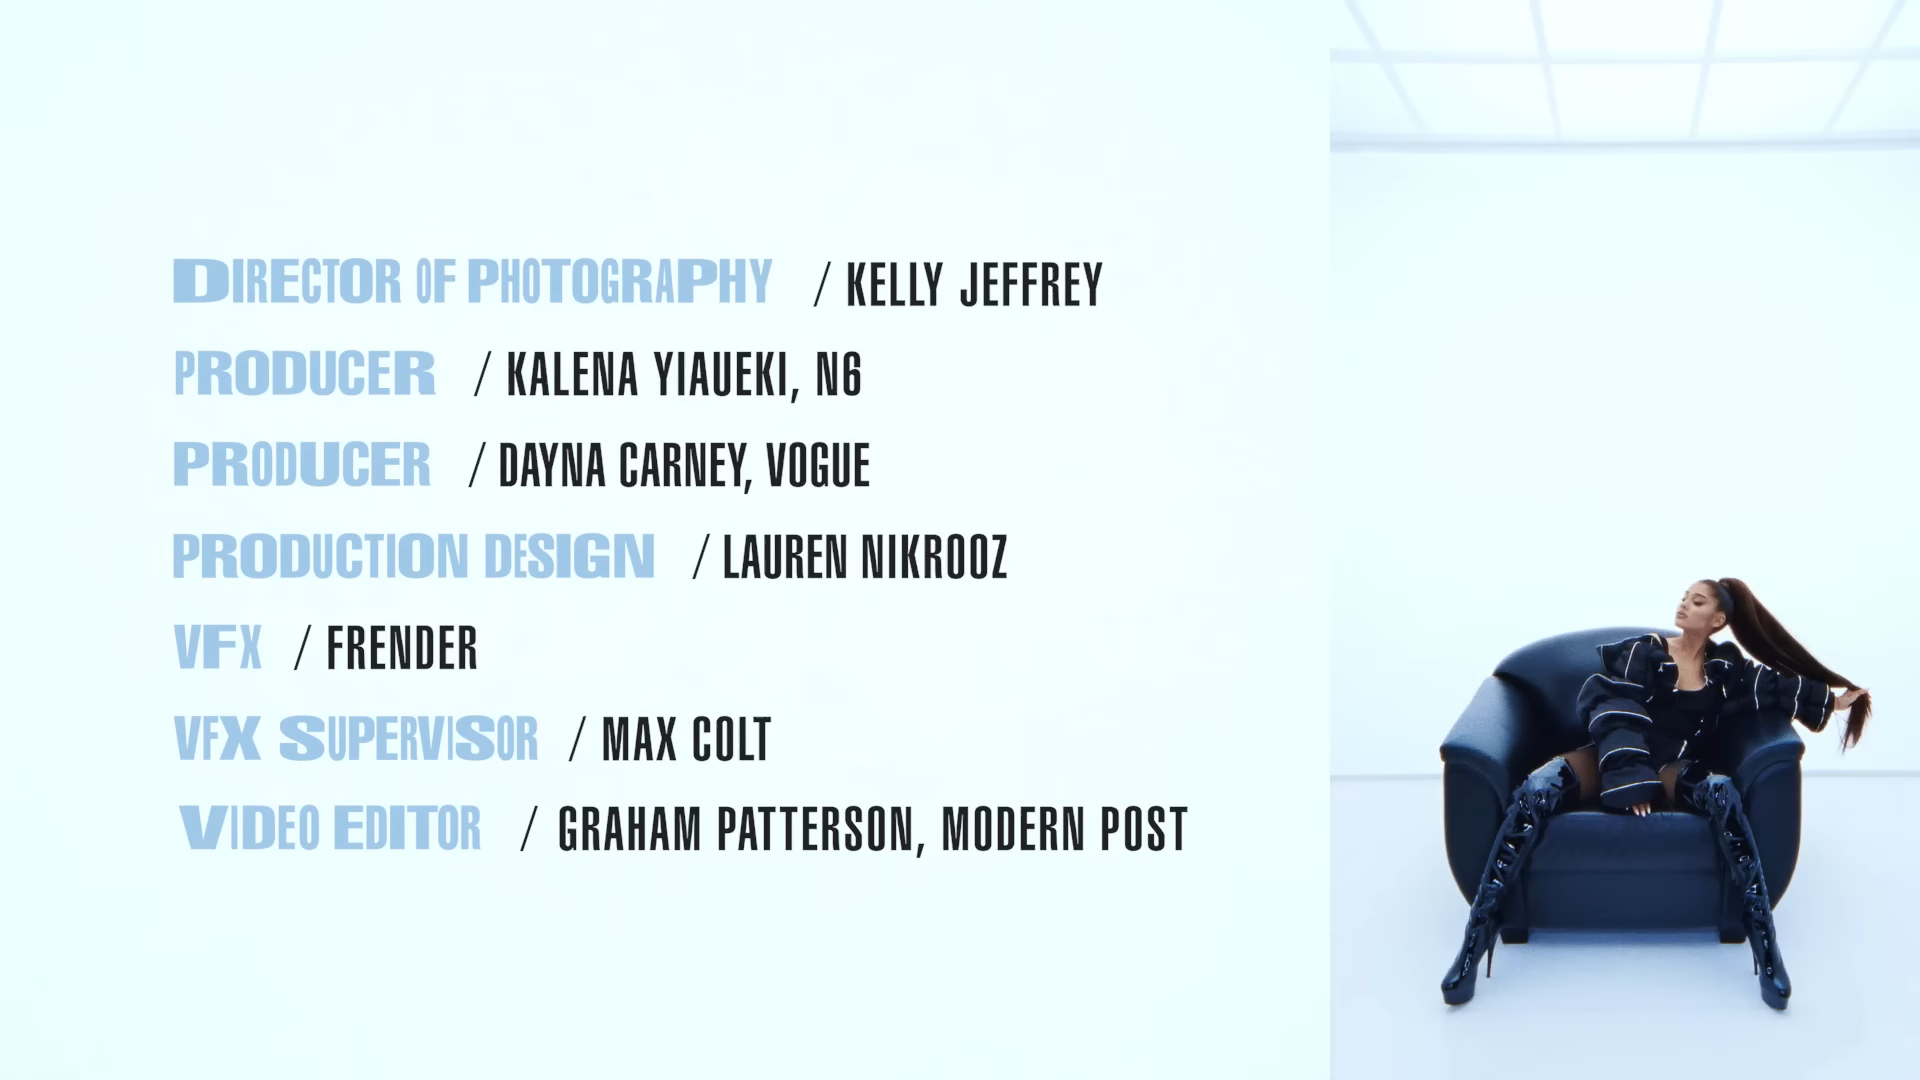 DIRECTOR OF PHOTOGRAPHY / KELLY JEFFREY
PRODUCER / KALENA YIAUEKI, N6
PRODUCER / DAYNA CARNEY, VOGUE
PRODUCTION DESIGN / LAUREN NIKROOZ
VFX / FRENDER
VFX SUPERVISOR / MAX COLT
VIDEO EDITOR / GRAHAM PATTERSON, MODERN POST